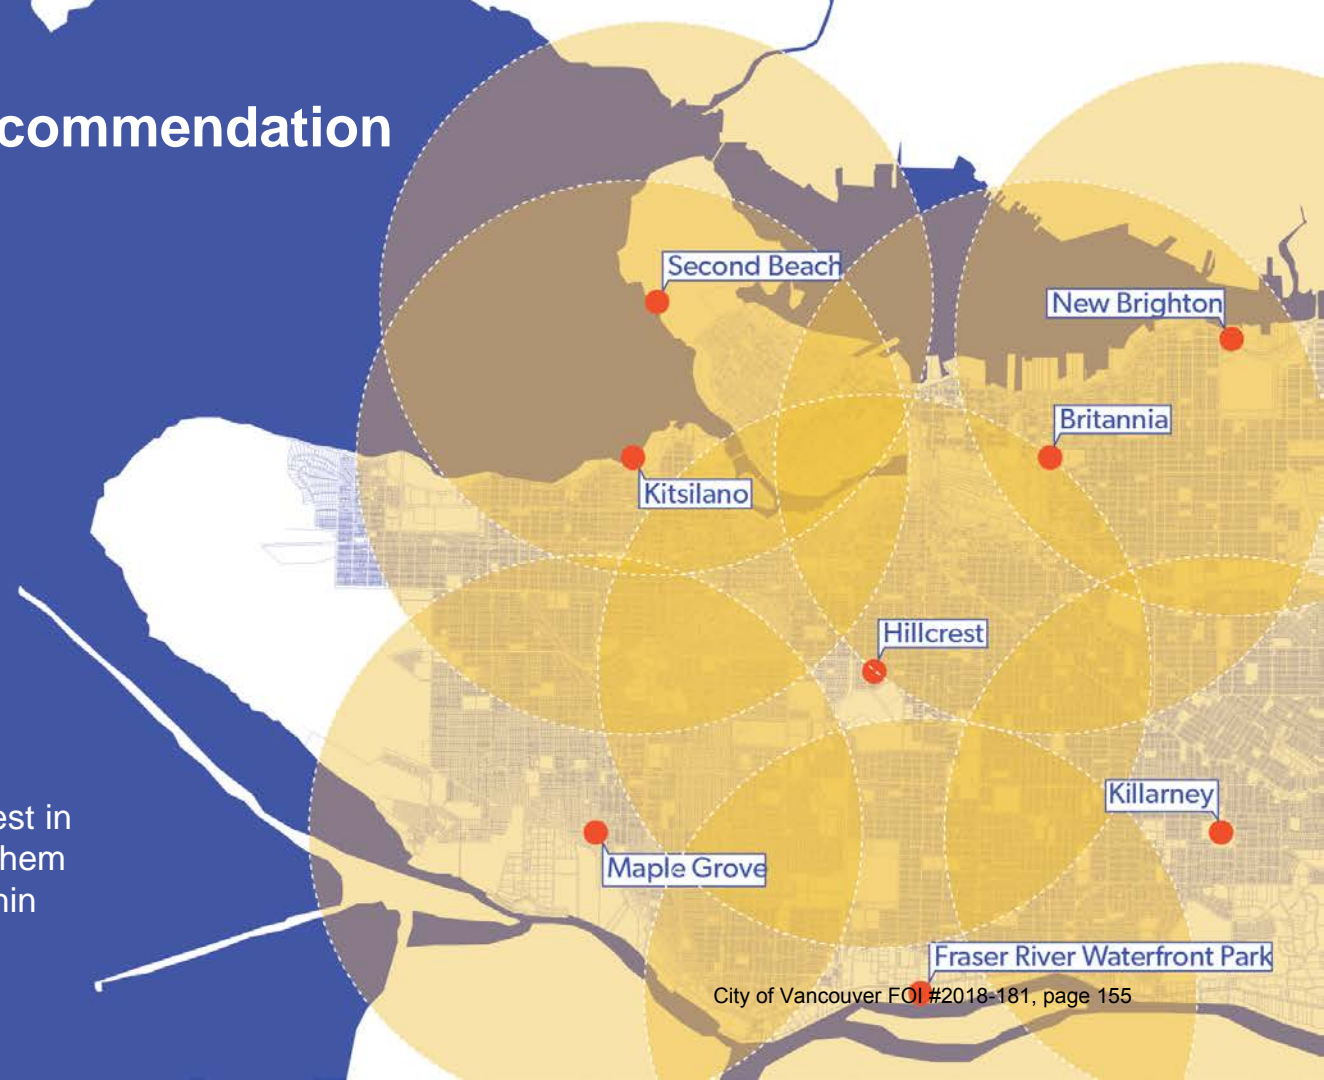 commendation
Second Beach
New Brighton
Britannia
Kitsilano
Hillcrest
Killarney
Maple Grove
est in
hem
hin
Fraser River Waterfront Park
City of Vancouver FOI #2018-181, page 155